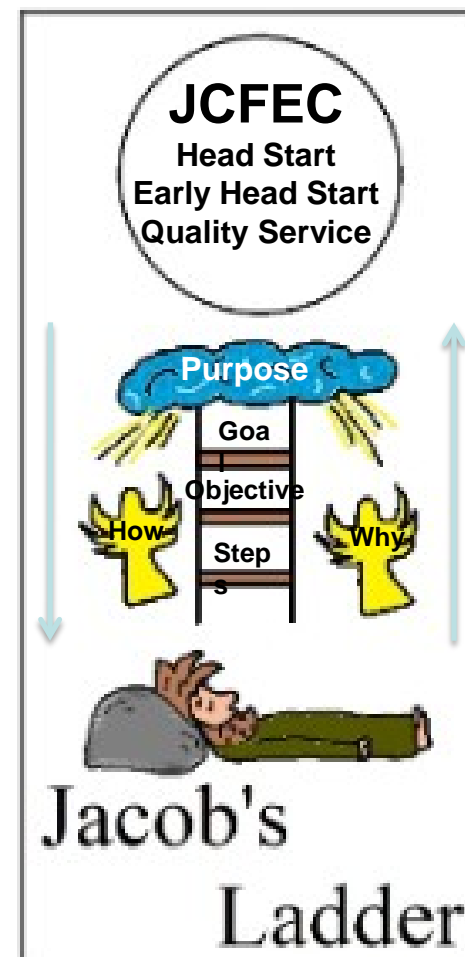 JCFEC
Head Start
Early Head Start
Quality Service
Purpose
Goa
l
Objective
How
Why
Step
s
Jacob's
Ladder